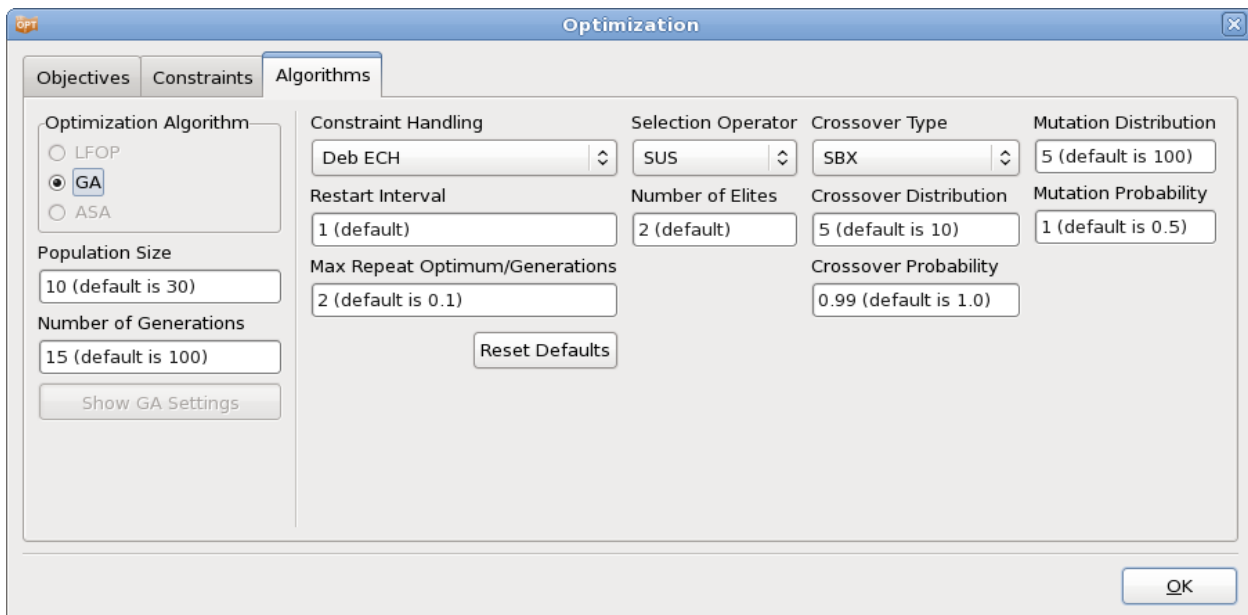 OPT
Optimization
Objectives
Constraints
Algorithms
Optimization Algorithm
LFOP
GA
ASA
Population Size
10 (default is 30)
Number of Generations
15 (default is 100)
Show GA Settings
Constraint Handling
Deb ECH
Restart Interval
1 (default)
Max Repeat Optimum/Generations
2 (default is 0.1)
Reset Defaults
Selection Operator
SUS
Number of Elites
2 (default)
Crossover Type
SBX
Crossover Distribution
5 (default is 10)
Crossover Probability
0.99 (default is 1.0)
Mutation Distribution
5 (default is 100)
Mutation Probability
1 (default is 0.5)
OK